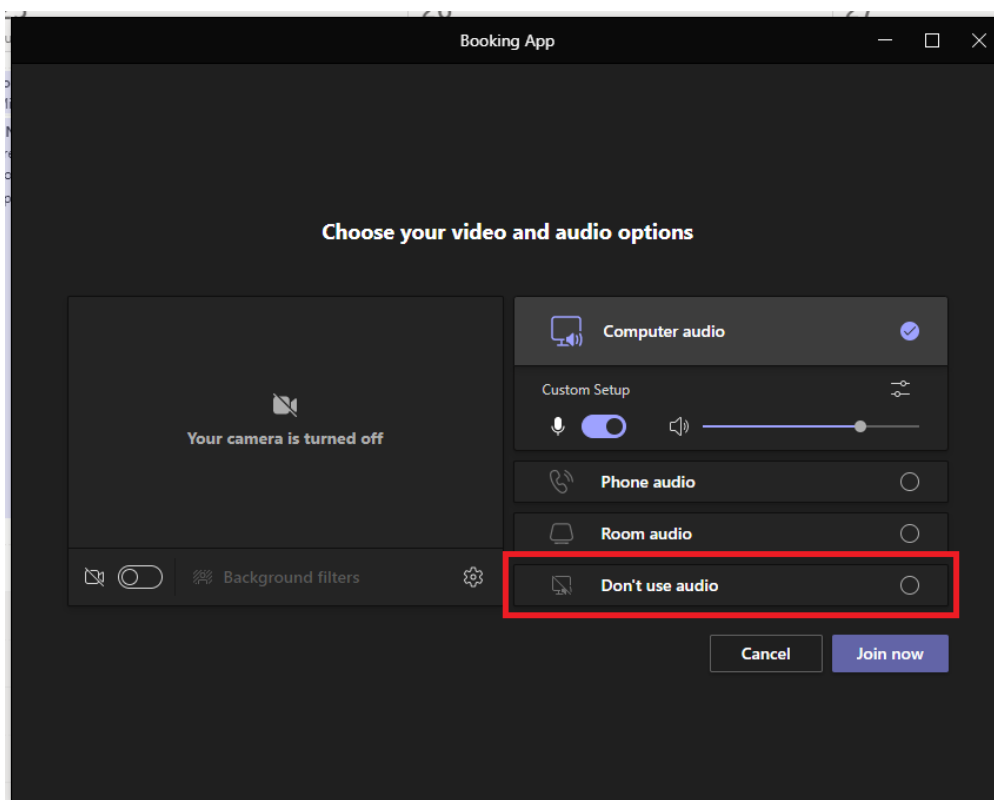 Booking App
Choose your video and audio options
Computer audio
Custom Setup
Your camera is turned off
Phone audio
Room audio
Background filters
Don't use audio
Cancel
Join now